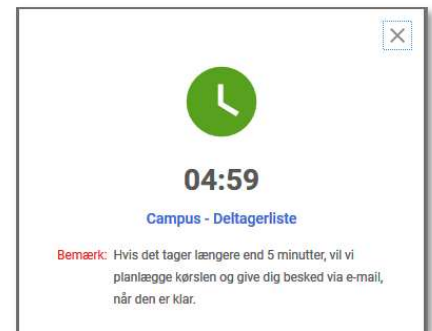 04:59
Campus - Deltagerliste
Bemærk: Hvis det tager længere end 5 minutter, vil vi
planlægge kørslen og give dig besked via e-mail,
når den er klar.